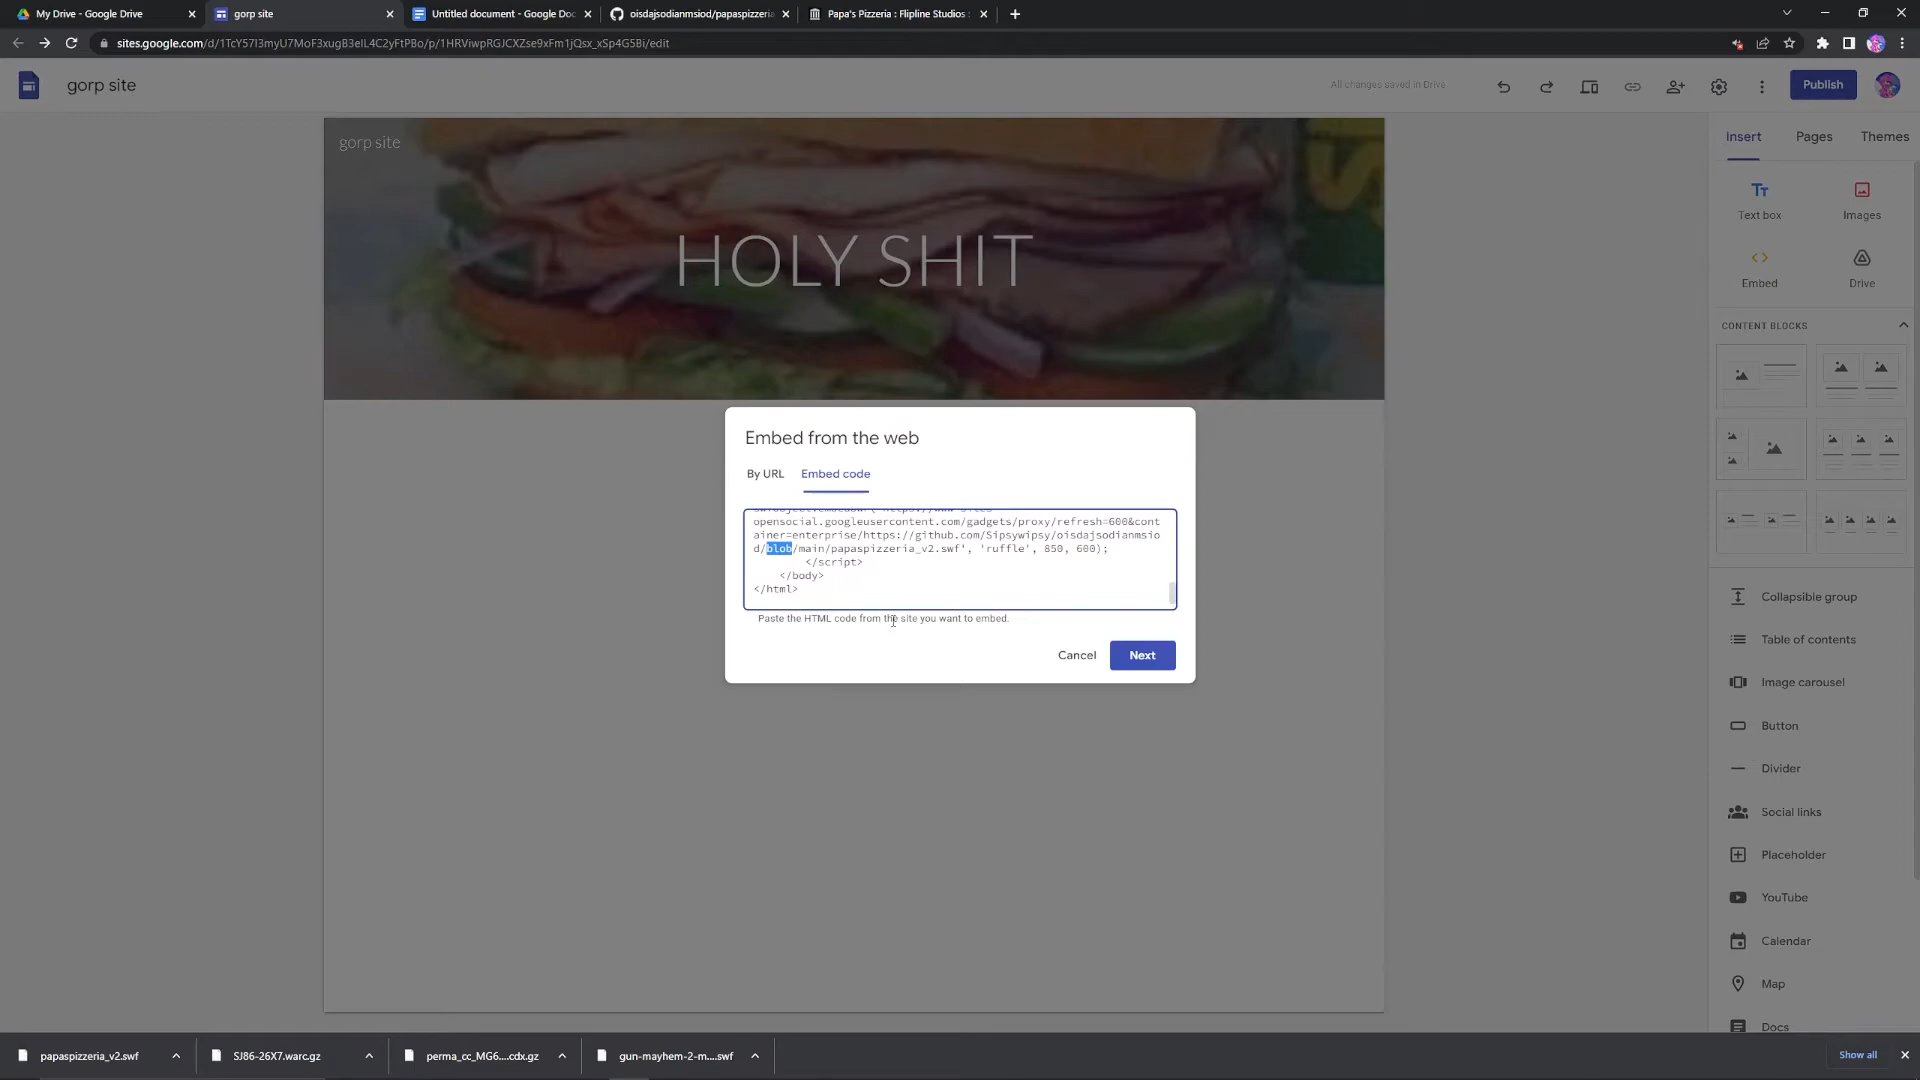 My Drive - Google Drive
gorp site
Untitled document - Google Doc
oisdajsodianmsiod/papaspizzeria
Papa's Pizzeria : Flipline Studios :
sites.google.com/d/1TcY57I3myU7MoF3xugB3eIL4C2yFtPBo/p/1HRViwpRGJCXZse9xFm1jQsx_xSp4G5Bi/edit
gorp site
All changes saved in Drive
Publish
gorp site
HOLY SHIT
Insert
Pages
Themes
Text box
Images
Embed
Drive
CONTENT BLOCKS
Embed from the web
By URL
Embed code
opensocial.googleusercontent.com/gadgets/proxy/refresh=600&cont
ainer=enterprise/https://github.com/Sipsywipsy/oisdajsodianmsio
d/blob/main/papaspizzeria_v2.swf', 'ruffle', 850, 600);
</script>
</body>
</html>
Paste the HTML code from the site you want to embed.
Cancel
Next
Collapsible group
Table of contents
Image carousel
Button
Divider
Social links
Placeholder
YouTube
Calendar
Map
Docs
papaspizzeria_v2.swf
SJ86-26X7.warc.gz
perma_cc_MG6....cdx.gz
gun-mayhem-2-m....swf
Show all